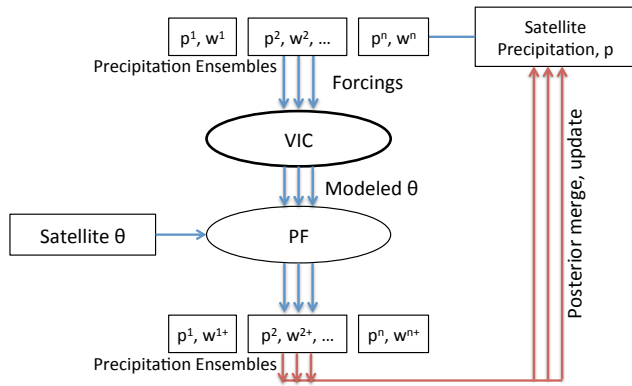 p¹, w¹
p², w², ...
pⁿ, wⁿ
Satellite
Precipitation, p
Precipitation Ensembles
Forcings
VIC
Modeled θ
Satellite θ
PF
Posterior merge, update
p¹, w¹⁺
p², w²⁺, ...
pⁿ, wⁿ⁺
Precipitation Ensembles